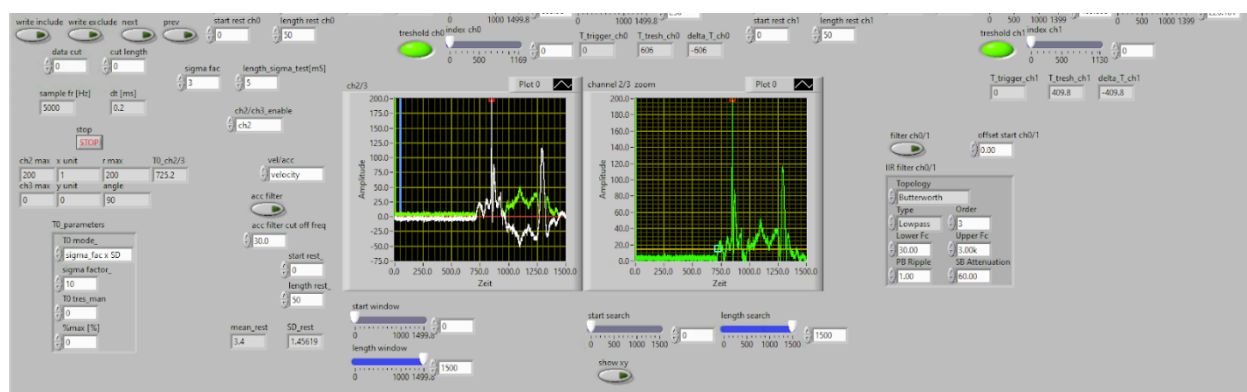 write include write exclude next prev start rest ch0 length rest ch0
0 50
data cut cut length
0 0
sigma fac length_sigma_test[mS]
3 5
sample fr [Hz] dt [ms]
5000 0.2
ch2/ch3_enable
ch2
stop
STOP
ch2 max x unit r max T0_ch2/3
200 1 200 725.2
ch3 max y unit angle
0 0 90
vel/acc
velocity
acc filter
acc filter cut off freq
30.0
start rest_
0
length rest_
50
mean_rest SD_rest
3.4 1.45619
T0_parameters
T0 mode_
sigma_fac x SD
sigma factor_
10
T0 tres_man
0
%max [%]
0
0 1000 1499.8
treshold ch0 index ch0
0 500 1169
0
T_trigger_ch0 T_tresh_ch0 delta_T_ch0
0 606 -606
ch2/3 Plot 0
Amplitude
200.0
175.0
150.0
125.0
100.0
75.0
50.0
25.0
0.0
-25.0
-50.0
-75.0
0.0 250.0 500.0 750.0 1000.0 1250.0 1500.0
Zeit
start window
0 1000 1499.8
0
length window
0 1000 1499.8
1500
channel 2/3 zoom Plot 0
Amplitude
200.0
180.0
160.0
140.0
120.0
100.0
80.0
60.0
40.0
20.0
0.0
0.0 250.0 500.0 750.0 1000.0 1250.0 1500.0
Zeit
start search length search
0 500 1000 1500 0 0 500 1000 1500 1500
show xy
start rest ch1 length rest ch1
0 50
0 500 1000 1399
treshold ch1 index ch1
0 500 1130
0
T_trigger_ch1 T_tresh_ch1 delta_T_ch1
0 409.8 -409.8
filter ch0/1 offset start ch0/1
0.00
IIR filter ch0/1
Topology
Butterworth
Type Order
Lowpass 3
Lower Fc Upper Fc
30.00 3.00k
PB Ripple SB Attenuation
1.00 60.00